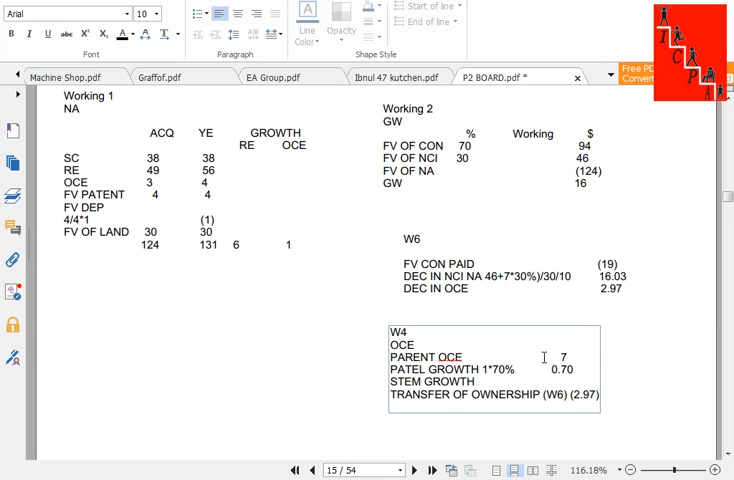 Arial 10
Start of line
End of line
B I U abc X² X₂ A T
Line Color
Opacity
Font
Paragraph
Shape Style
Free PD
Convert
I
C
P
A
Machine Shop.pdf
Graffof.pdf
EA Group.pdf
Ibnul 47 kutchen.pdf
P2 BOARD.pdf *
Working 1
NA
ACQ YE GROWTH
RE OCE
SC 38 38
RE 49 56
OCE 3 4
FV PATENT 4 4
FV DEP
4/4*1 (1)
FV OF LAND 30 30
124 131 6 1
Working 2
GW
% Working $
FV OF CON 70 94
FV OF NCI 30 46
FV OF NA (124)
GW 16
W6
FV CON PAID (19)
DEC IN NCI NA 46+7*30%)/30/10 16.03
DEC IN OCE 2.97
W4
OCE
PARENT OCE 7
PATEL GROWTH 1*70% 0.70
STEM GROWTH
TRANSFER OF OWNERSHIP (W6) (2.97)
15 / 54
116.18%